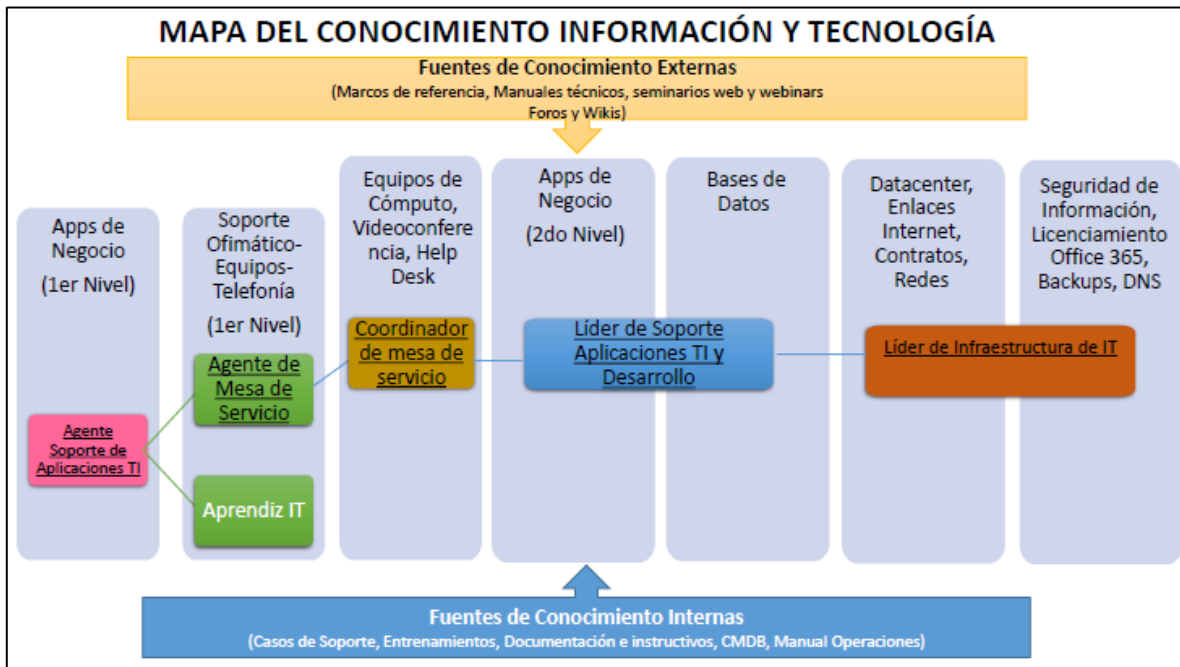 MAPA DEL CONOCIMIENTO INFORMACIÓN Y TECNOLOGÍA
Fuentes de Conocimiento Externas
(Marcos de referencia, Manuales técnicos, seminarios web y webinars
Foros y Wikis)
Apps de
Negocio
(1er Nivel)
Agente
Soporte de
Aplicaciones TI
Soporte
Ofimático-
Equipos-
Telefonía
(1er Nivel)
Agente de
Mesa de
Servicio
Aprendiz IT
Equipos de
Cómputo,
Videoconfere
ncia, Help
Desk
Coordinador
de mesa de
servicio
Apps de
Negocio
(2do Nivel)
Bases de
Datos
Líder de Soporte
Aplicaciones TI y
Desarrollo
Datacenter,
Enlaces
Internet,
Contratos,
Redes
Seguridad de
Información,
Licenciamiento
Office 365,
Backups, DNS
Líder de Infraestructura de IT
Fuentes de Conocimiento Internas
(Casos de Soporte, Entrenamientos, Documentación e instructivos, CMDB, Manual Operaciones)